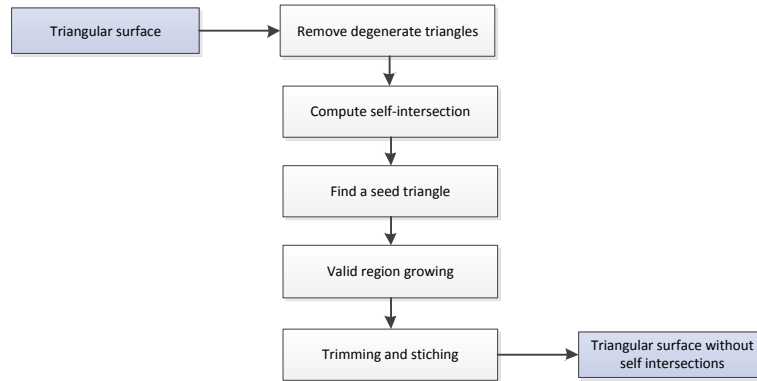 Triangular surface
Remove degenerate triangles
Compute self-intersection
Find a seed triangle
Valid region growing
Trimming and stiching
Triangular surface without
self intersections